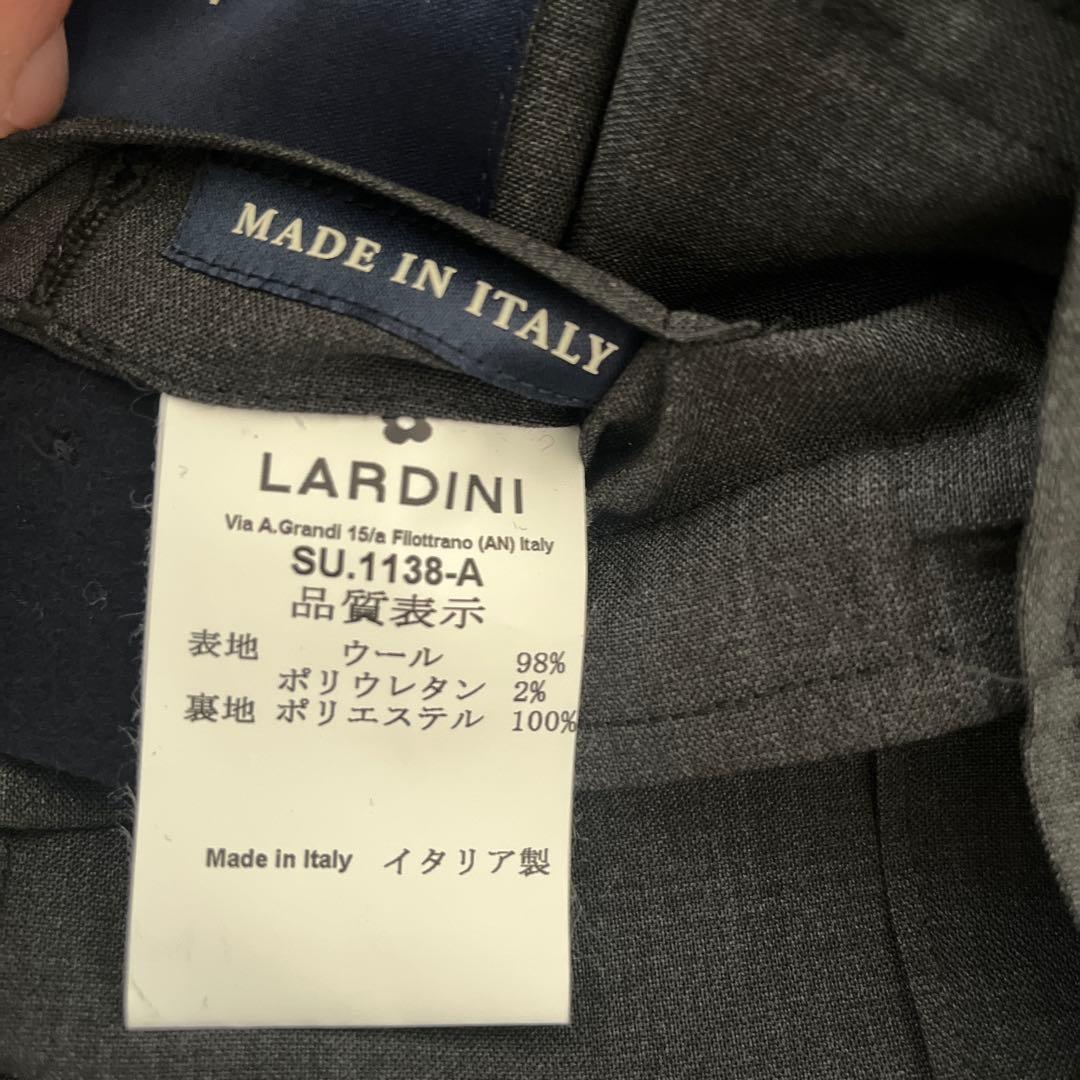 MADE IN ITALY
LARDINI
Via A.Grandi 15/a Filottrano (AN) Italy
SU.1138-A
品質表示
表地 ウール 98%
ポリウレタン 2%
裏地 ポリエステル 100%
Made in Italy イタリア製